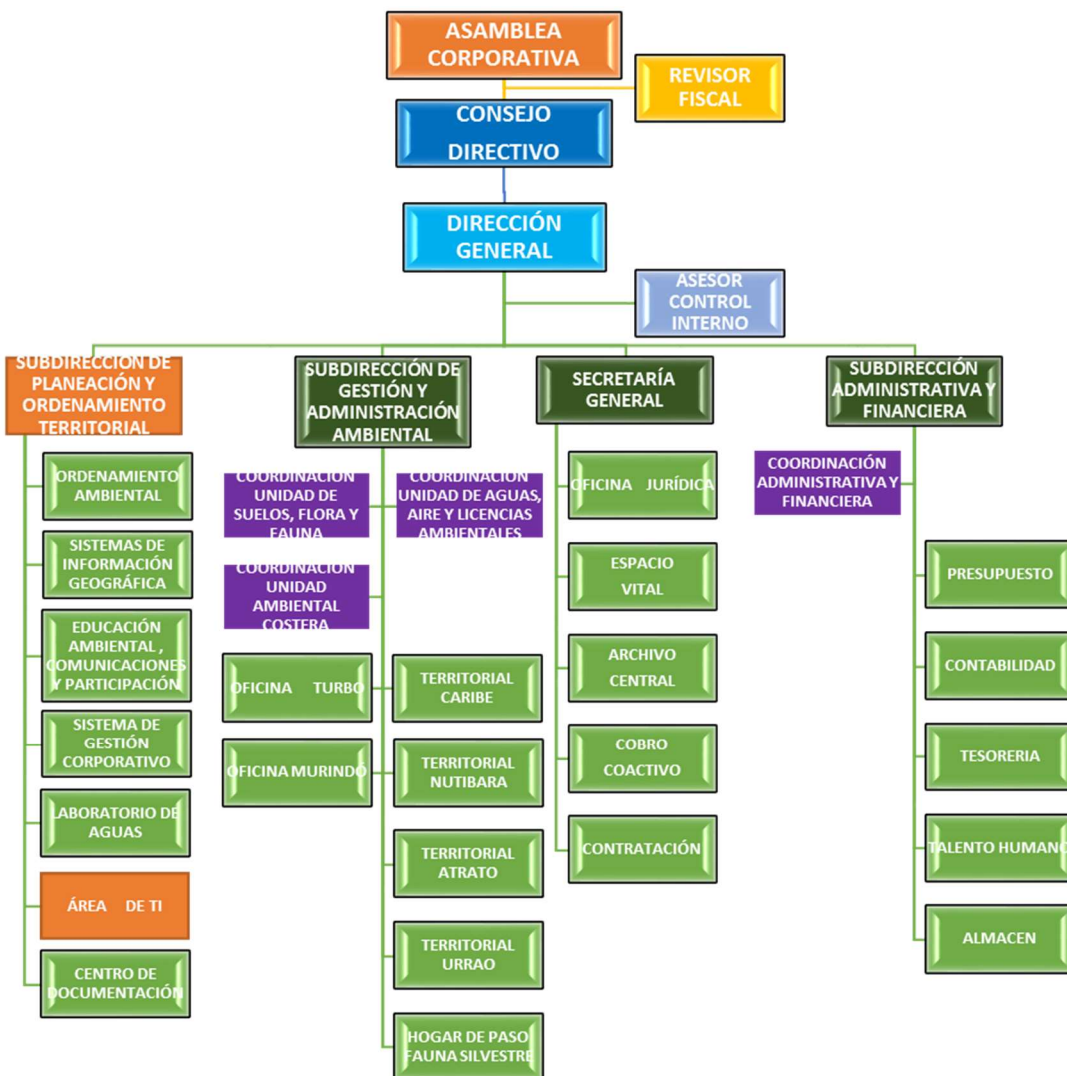 ASAMBLEA
CORPORATIVA
REVISOR
FISCAL
CONSEJO
DIRECTIVO
DIRECCIÓN
GENERAL
ASESOR
CONTROL
INTERNO
SUBDIRECCIÓN DE
PLANEACIÓN Y
ORDENAMIENTO
TERRITORIAL
ORDENAMIENTO
AMBIENTAL
SISTEMAS DE
INFORMACIÓN
GEOGRÁFICA
EDUCACIÓN
AMBIENTAL ,
COMUNICACIONES
Y PARTICIPACIÓN
SISTEMA DE
GESTIÓN
CORPORATIVO
LABORATORIO DE
AGUAS
ÁREA DE TI
CENTRO DE
DOCUMENTACIÓN
SUBDIRECCIÓN DE
GESTIÓN Y
ADMINISTRACIÓN
AMBIENTAL
COORDINACIÓN
UNIDAD DE
SUELOS, FLORA Y
FAUNA
COORDINACIÓN
UNIDAD DE AGUAS,
AIRE Y LICENCIAS
AMBIENTALES
COORDINACIÓN
UNIDAD
AMBIENTAL
COSTERA
OFICINA TURBO
TERRITORIAL
CARIBE
OFICINA MURINDÓ
TERRITORIAL
NUTIBARA
TERRITORIAL
ATRATO
TERRITORIAL
URRAO
HOGAR DE PASO
FAUNA SILVESTRE
SECRETARÍA
GENERAL
OFICINA JURÍDICA
ESPACIO
VITAL
ARCHIVO
CENTRAL
COBRO
COACTIVO
CONTRATACIÓN
SUBDIRECCIÓN
ADMINISTRATIVA Y
FINANCIERA
COORDINACIÓN
ADMINISTRATIVA Y
FINANCIERA
PRESUPUESTO
CONTABILIDAD
TESORERIA
TALENTO HUMANO
ALMACEN